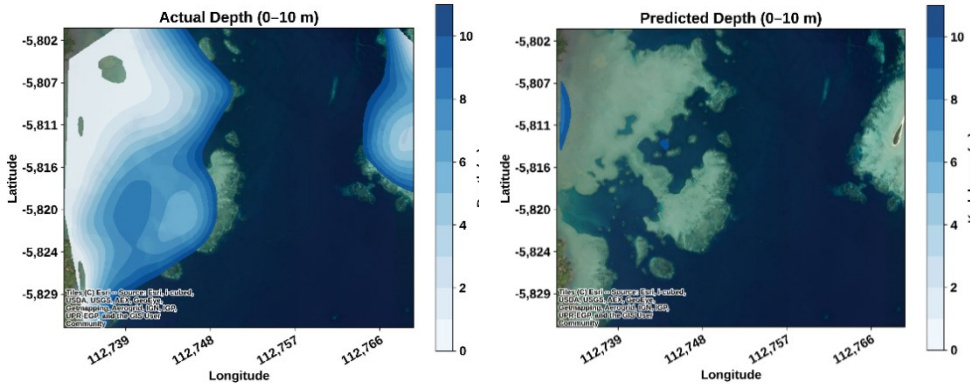 Actual Depth (0–10 m)
-5,802
-5,807
-5,811
-5,816
-5,820
-5,824
-5,829
Latitude
112,739
112,748
112,757
112,766
Longitude
10
8
6
4
2
0
Tiles (C) Esri -- Source: Esri, i-cubed,
USDA, USGS, AEX, GeoEye,
Getmapping, Aerogrid, IGN, IGP,
UPR-EGP, and the GIS User
Community
Predicted Depth (0–10 m)
-5,802
-5,807
-5,811
-5,816
-5,820
-5,824
-5,829
Latitude
112,739
112,748
112,757
112,766
Longitude
10
8
6
4
2
0
Tiles (C) Esri -- Source: Esri, i-cubed,
USDA, USGS, AEX, GeoEye,
Getmapping, Aerogrid, IGN, IGP,
UPR-EGP, and the GIS User
Community